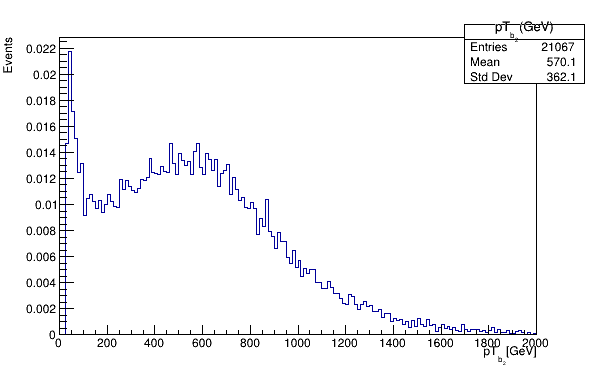 pT_b_2 (GeV)
Entries 21067
Mean 570.1
Std Dev 362.1
Events
0.022
0.02
0.018
0.016
0.014
0.012
0.01
0.008
0.006
0.004
0.002
0
0 200 400 600 800 1000 1200 1400 1600 1800 2000
pT_b_2 [GeV]